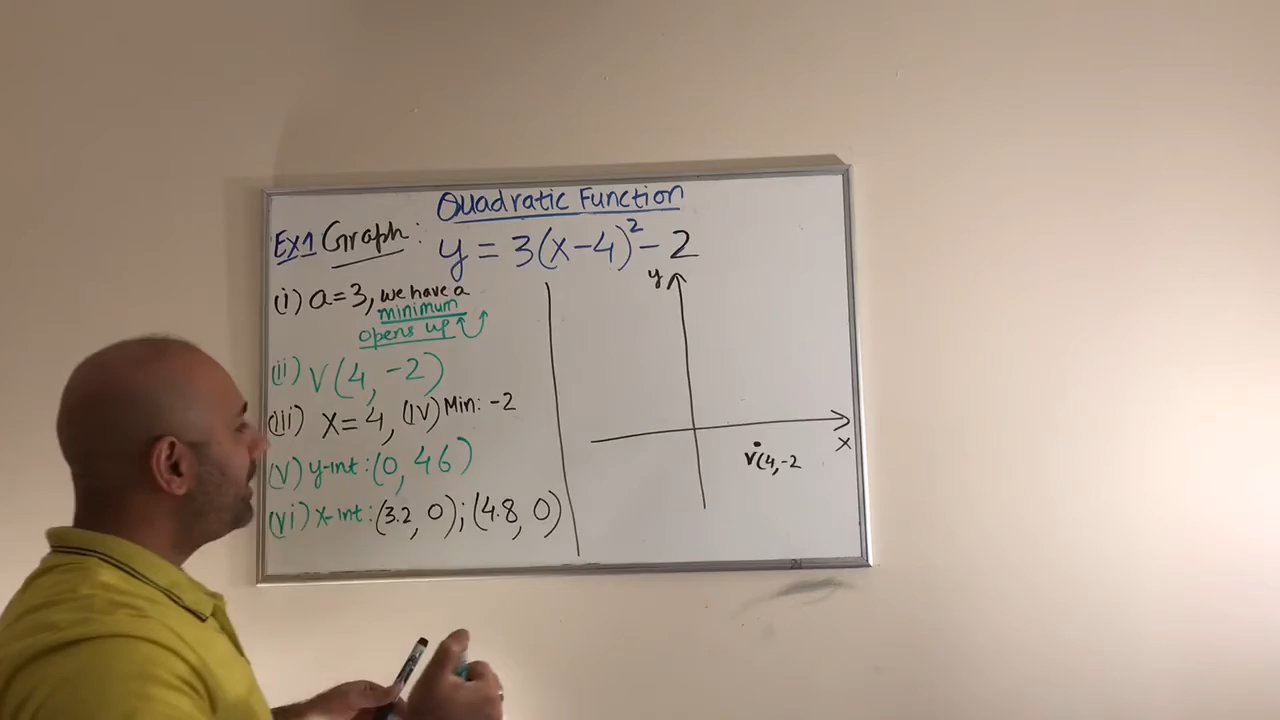 Quadratic Function
Ex1 Graph: y = 3(x-4)² - 2
(i) a=3, we have a
minimum
opens up
(ii) V(4, -2)
(iii) x=4, (IV) Min: -2
(V) y-int: (0, 46)
(vi) x-int: (3.2, 0); (4.8, 0)
y
x
V(4,-2